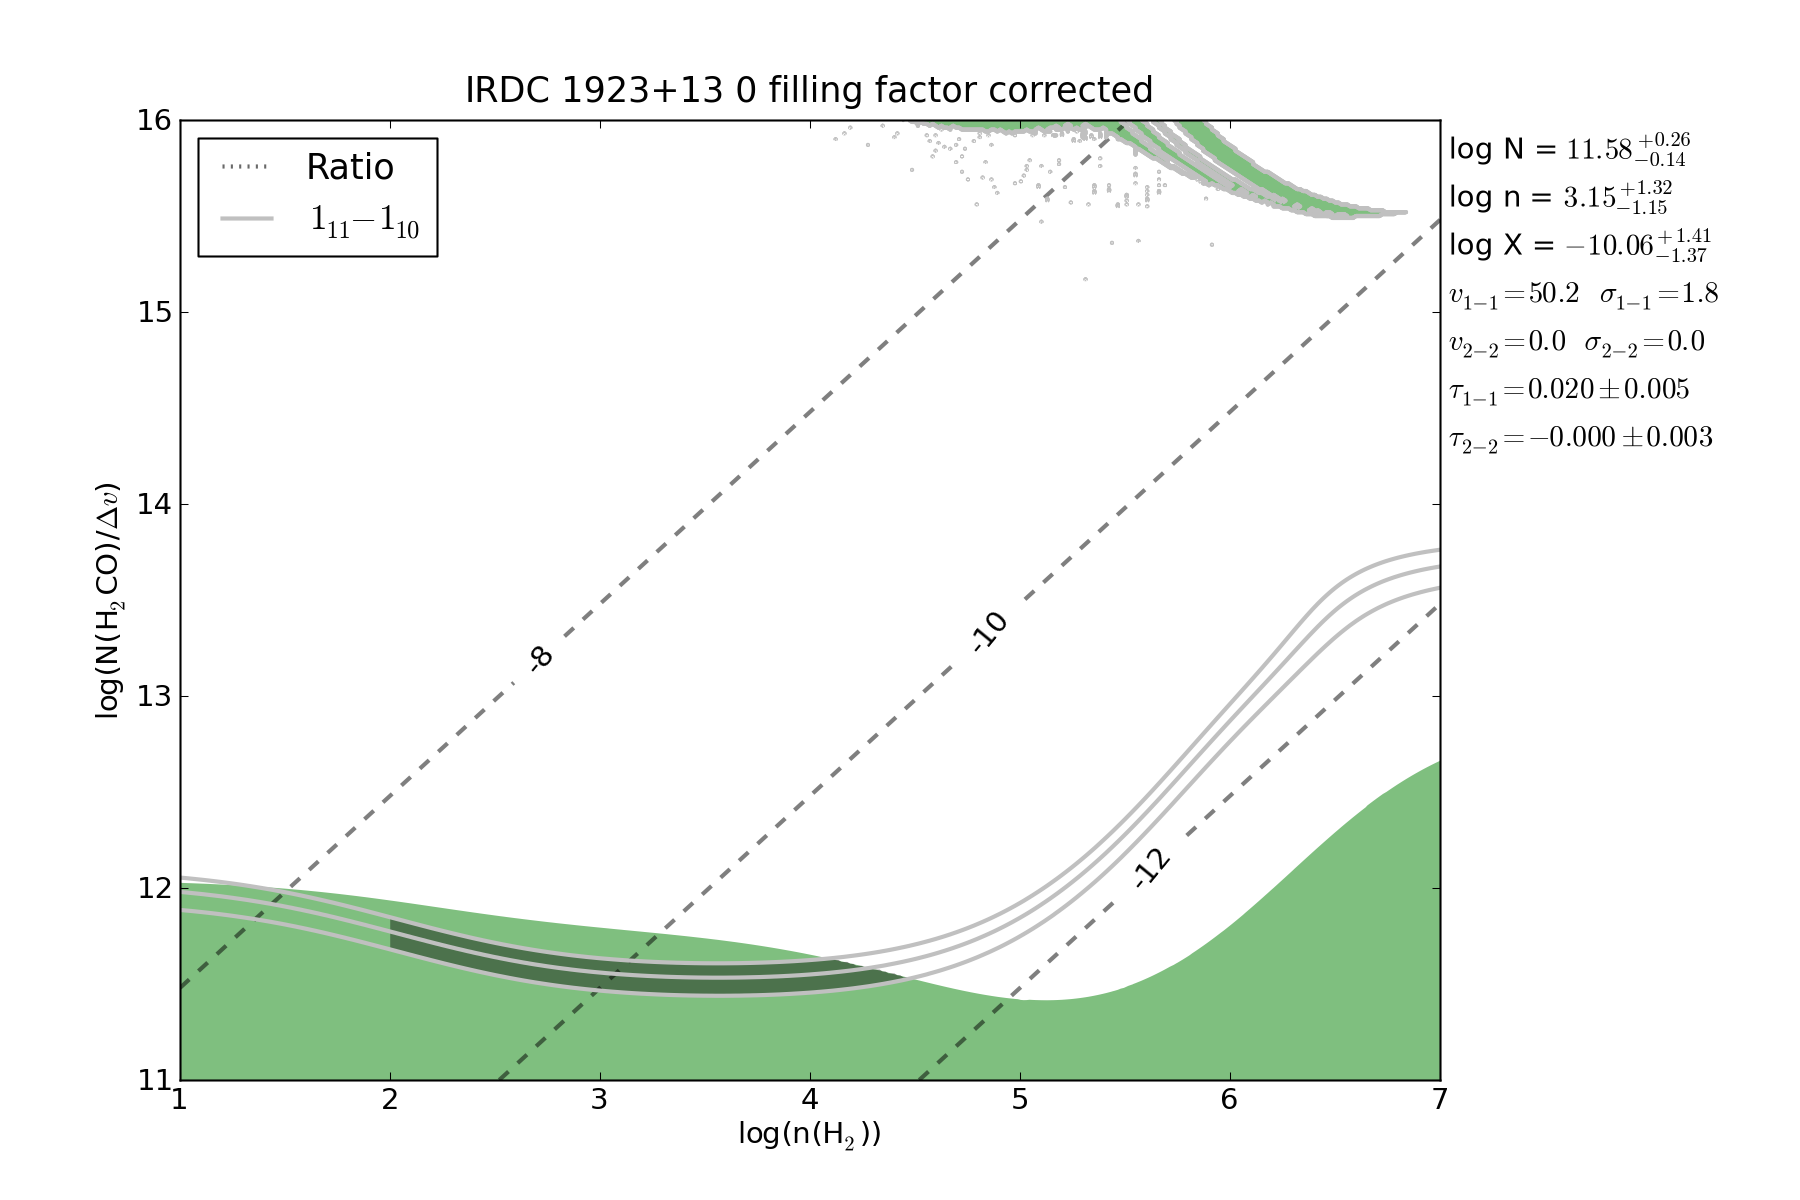 IRDC 1923+13 0 filling factor corrected
Ratio
1₁₁−1₁₀
log N = 11.58 +0.26 −0.14
log n = 3.15 +1.32 −1.15
log X = −10.06 +1.41 −1.37
v₁₋₁=50.2 σ₁₋₁=1.8
v₂₋₂=0.0 σ₂₋₂=0.0
τ₁₋₁=0.020±0.005
τ₂₋₂=−0.000±0.003
16
15
14
13
12
11
log(N(H₂CO)/Δv)
-8
-10
-12
1 2 3 4 5 6 7
log(n(H₂))